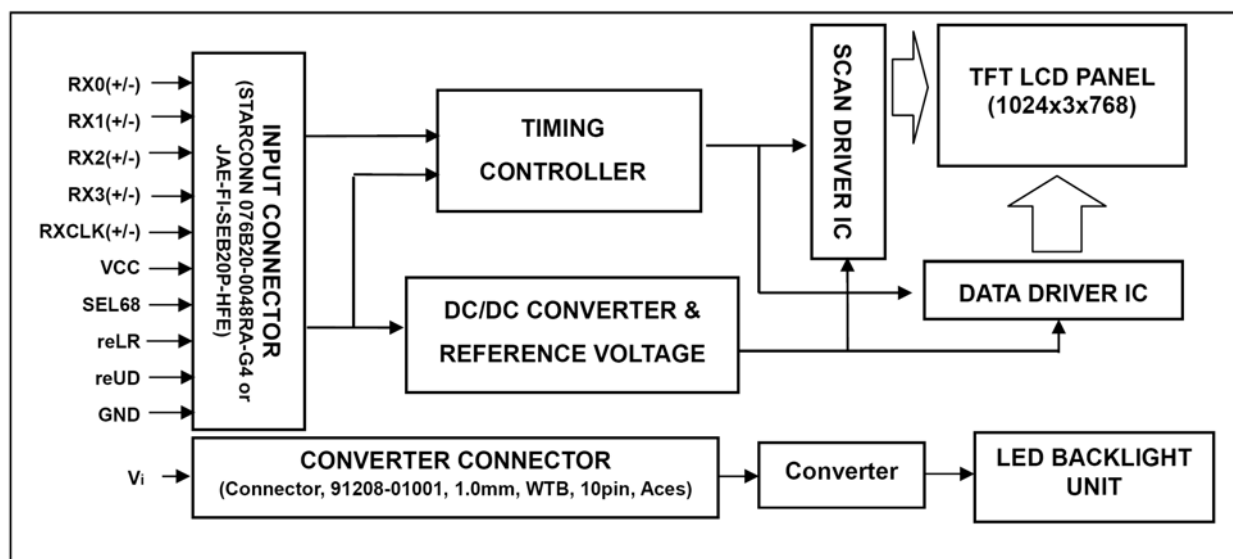 RX0(+/-)
RX1(+/-)
RX2(+/-)
RX3(+/-)
RXCLK(+/-)
VCC
SEL68
reLR
reUD
GND
INPUT CONNECTOR
(STARCONN 076B20-0048RA-G4 or
JAE-FI-SEB20P-HFE)
TIMING
CONTROLLER
DC/DC CONVERTER &
REFERENCE VOLTAGE
SCAN DRIVER IC
TFT LCD PANEL
(1024x3x768)
DATA DRIVER IC
Vi
CONVERTER CONNECTOR
(Connector, 91208-01001, 1.0mm, WTB, 10pin, Aces)
Converter
LED BACKLIGHT
UNIT